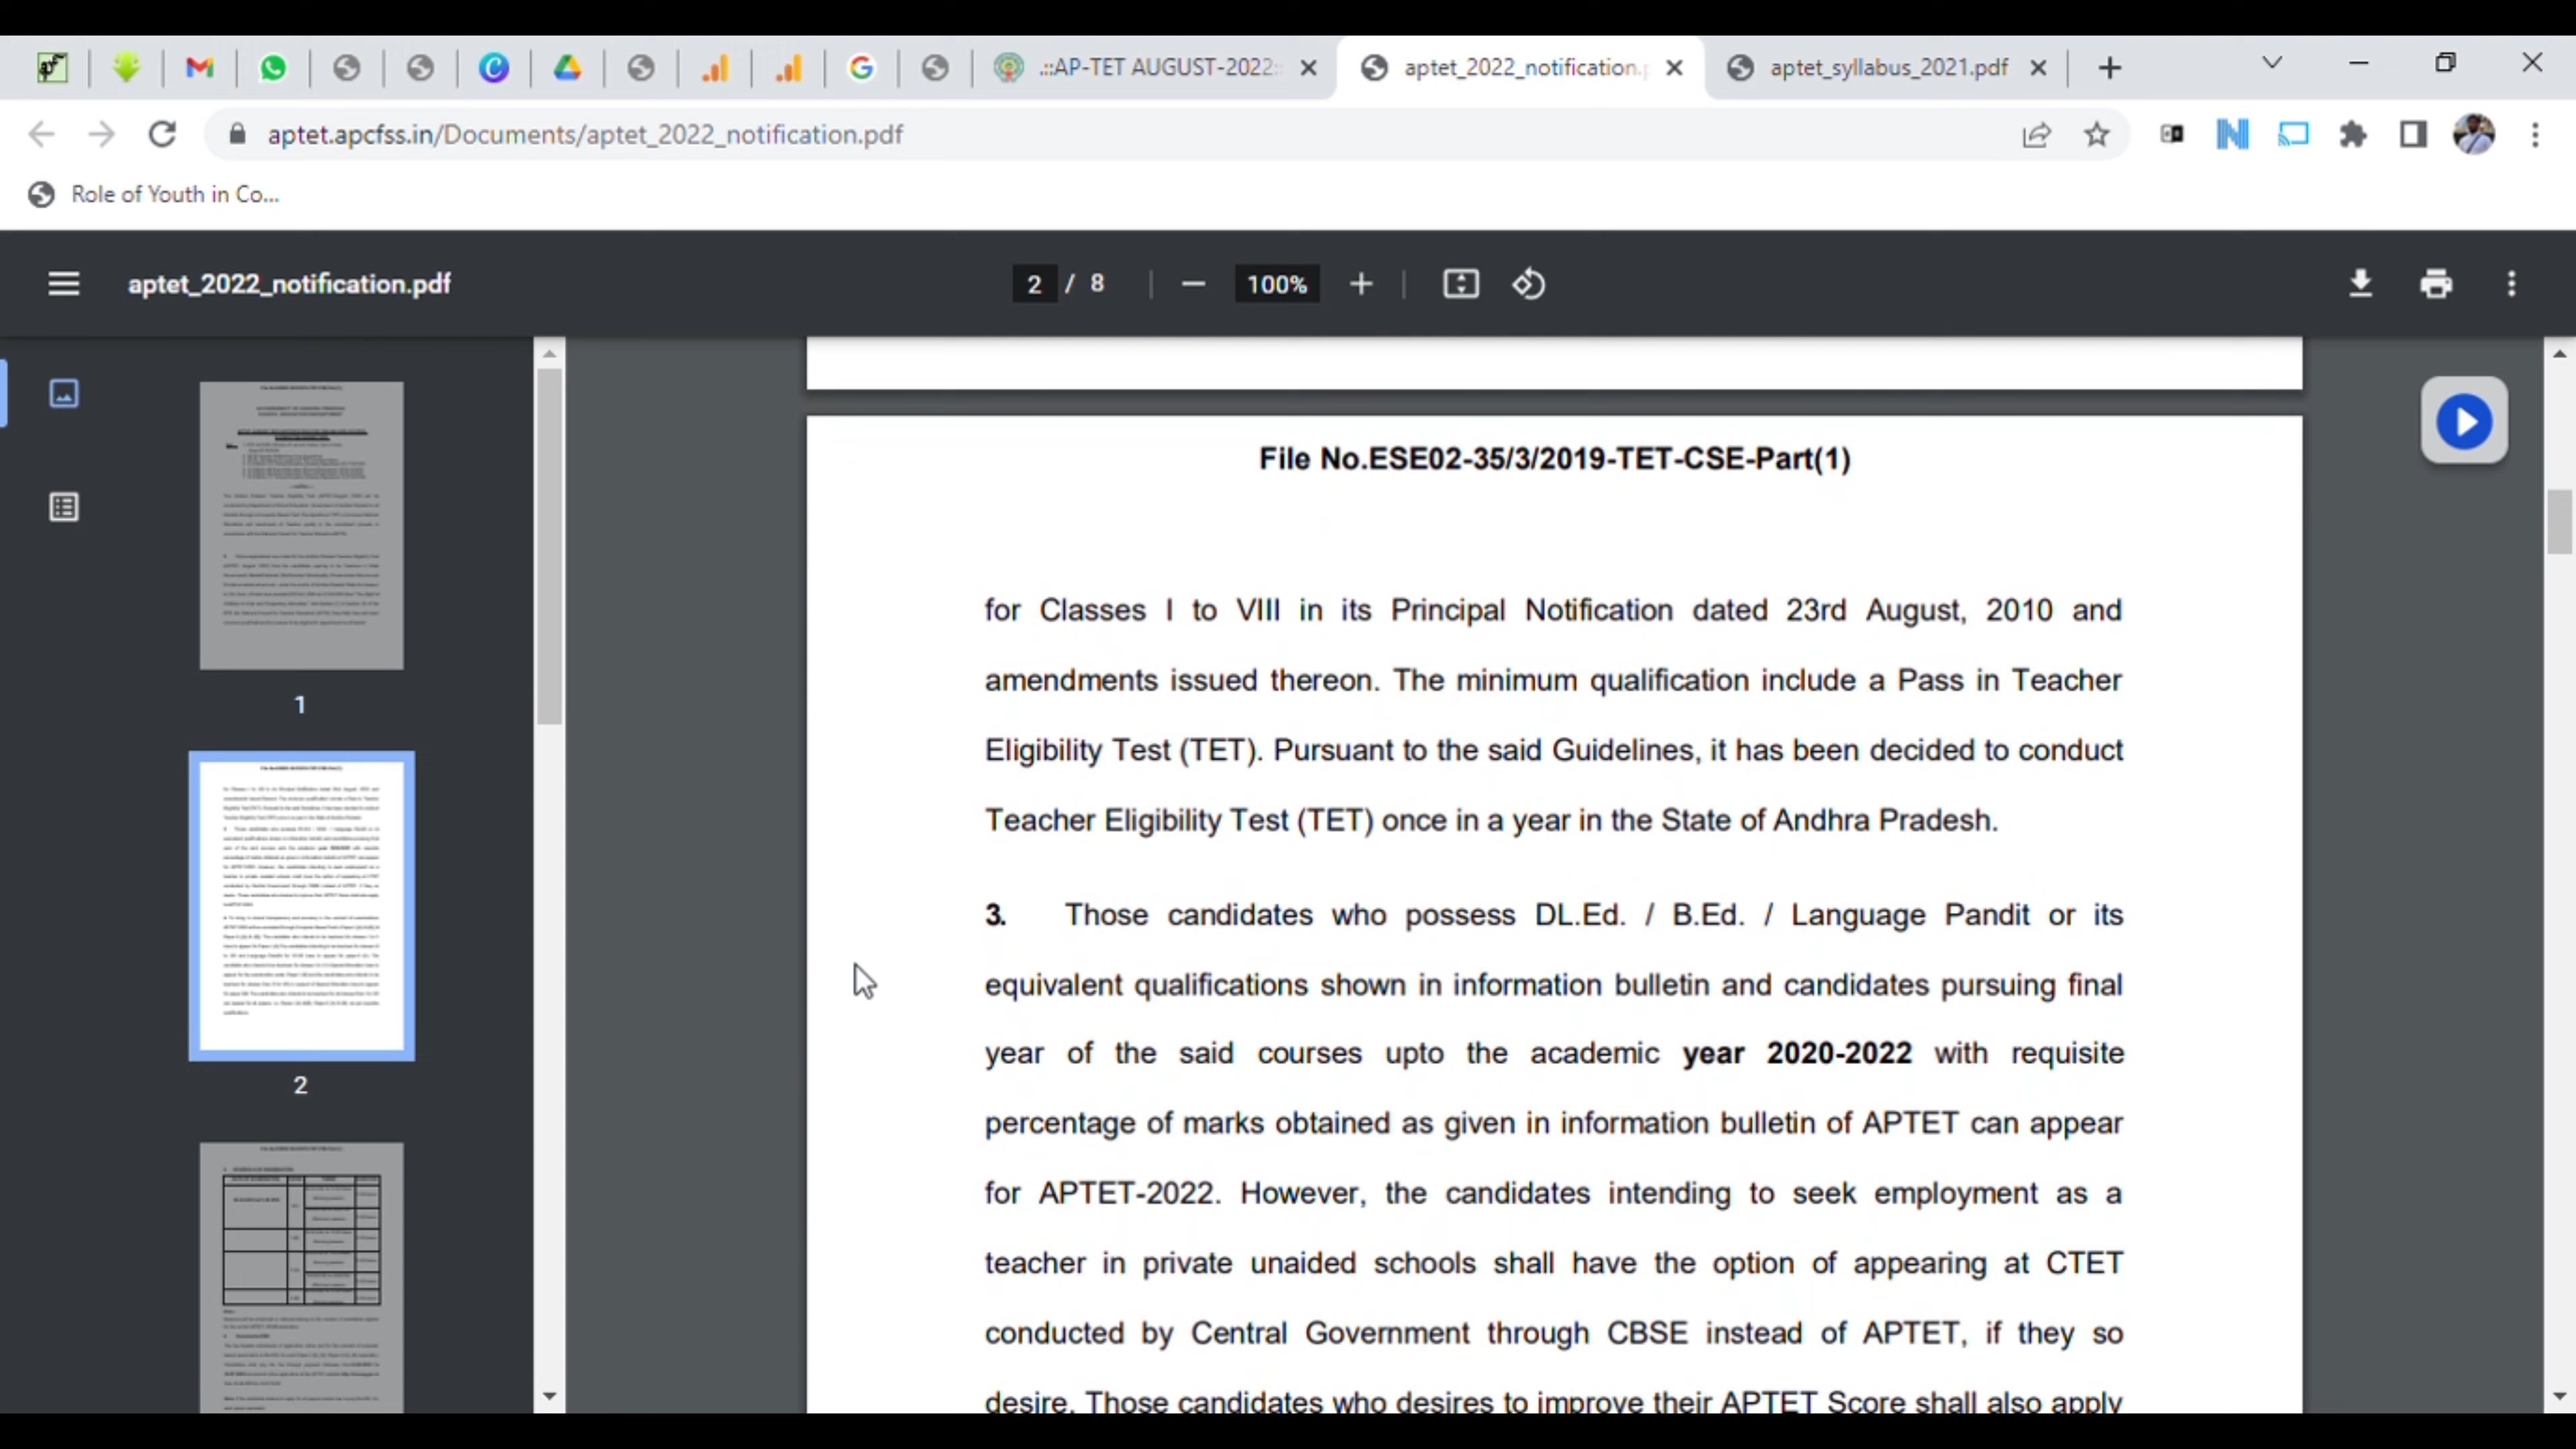 .::AP-TET AUGUST-2022::
aptet_2022_notification.p
aptet_syllabus_2021.pdf
aptet.apcfss.in/Documents/aptet_2022_notification.pdf
Role of Youth in Co...
aptet_2022_notification.pdf
2 / 8
100%
1
2
File No.ESE02-35/3/2019-TET-CSE-Part(1)
for Classes I to VIII in its Principal Notification dated 23rd August, 2010 and
amendments issued thereon. The minimum qualification include a Pass in Teacher
Eligibility Test (TET). Pursuant to the said Guidelines, it has been decided to conduct
Teacher Eligibility Test (TET) once in a year in the State of Andhra Pradesh.
3. Those candidates who possess DL.Ed. / B.Ed. / Language Pandit or its
equivalent qualifications shown in information bulletin and candidates pursuing final
year of the said courses upto the academic year 2020-2022 with requisite
percentage of marks obtained as given in information bulletin of APTET can appear
for APTET-2022. However, the candidates intending to seek employment as a
teacher in private unaided schools shall have the option of appearing at CTET
conducted by Central Government through CBSE instead of APTET, if they so
desire. Those candidates who desires to improve their APTET Score shall also apply